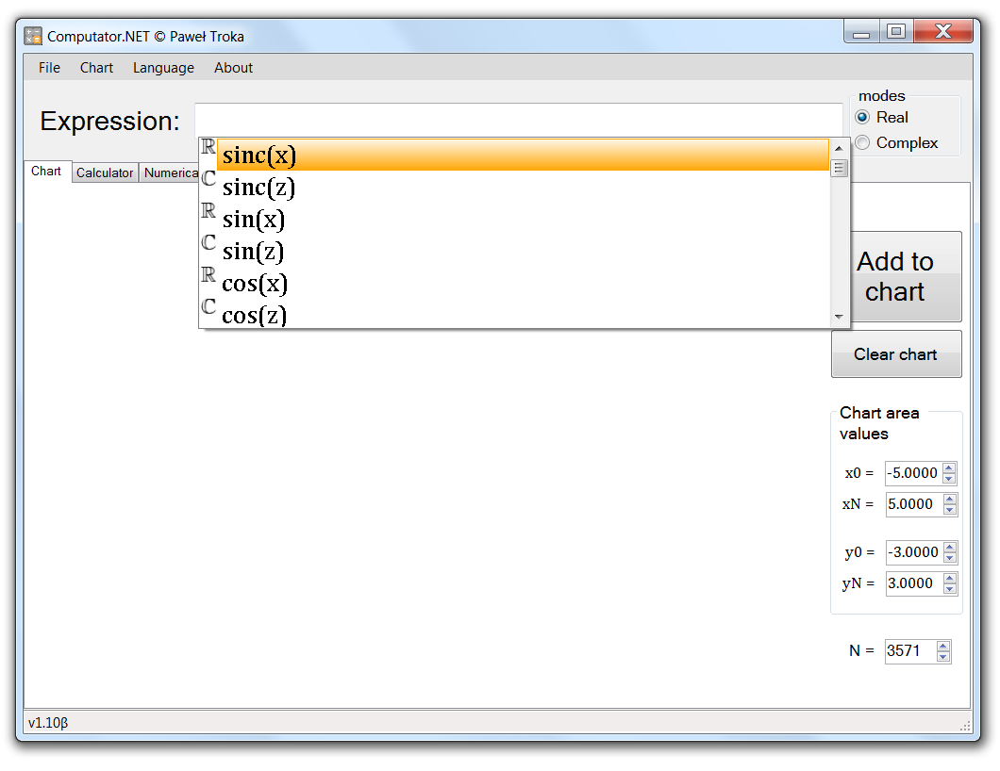 Computator.NET © Paweł Troka
File Chart Language About
Expression:
modes
Real
Complex
Chart Calculator Numerica
ℝ sinc(x)
ℂ sinc(z)
ℝ sin(x)
ℂ sin(z)
ℝ cos(x)
ℂ cos(z)
Add to
chart
Clear chart
Chart area
values
x0 = -5.0000
xN = 5.0000
y0 = -3.0000
yN = 3.0000
N = 3571
v1.10β